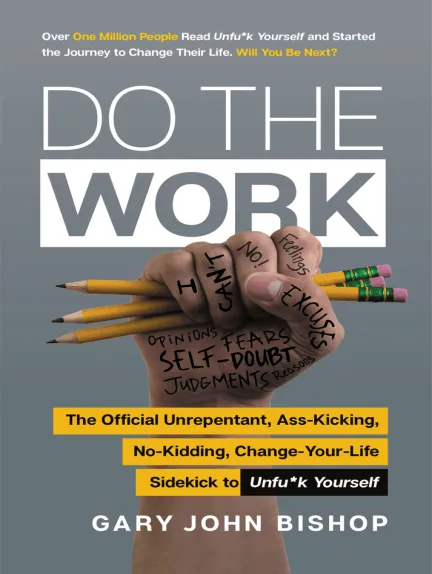 Over One Million People Read Unfu*k Yourself and Started
the Journey to Change Their Life. Will You Be Next?
DO THE
WORK
I
CAN'T
NO!
Feelings
EXCUSES
OPINIONS
FEARS
SELF-DOUBT
JUDGMENTS
Reasons
The Official Unrepentant, Ass-Kicking,
No-Kidding, Change-Your-Life
Sidekick to Unfu*k Yourself
GARY JOHN BISHOP